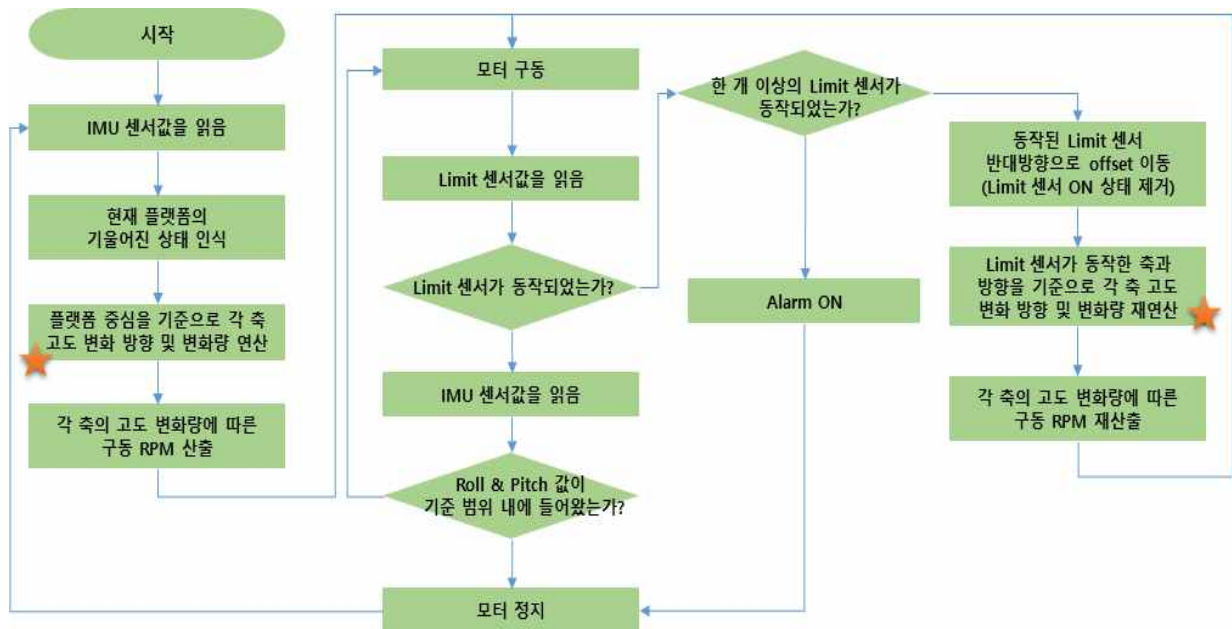 시작
IMU 센서값을 읽음
현재 플랫폼의
기울어진 상태 인식
플랫폼 중심을 기준으로 각 축
고도 변화 방향 및 변화량 연산
각 축의 고도 변화량에 따른
구동 RPM 산출
모터 구동
Limit 센서값을 읽음
Limit 센서가 동작되었는가?
IMU 센서값을 읽음
Roll & Pitch 값이
기준 범위 내에 들어왔는가?
모터 정지
한 개 이상의 Limit 센서가
동작되었는가?
Alarm ON
동작된 Limit 센서
반대방향으로 offset 이동
(Limit 센서 ON 상태 제거)
Limit 센서가 동작한 축과
방향을 기준으로 각 축 고도
변화 방향 및 변화량 재연산
각 축의 고도 변화량에 따른
구동 RPM 재산출